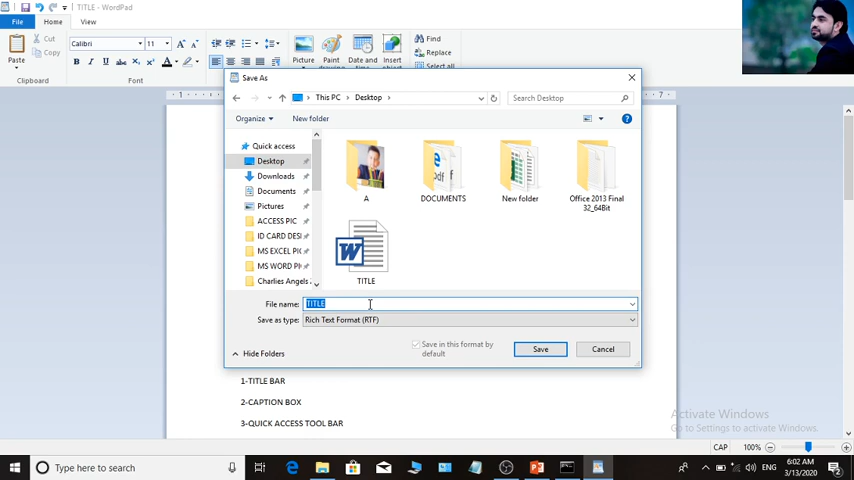 TITLE - WordPad
File Home View
Paste
Cut
Copy
Clipboard
Calibri 11
Font
Picture
Paint
drawing
Date and
time
Insert
object
Find
Replace
Select all
Save As
This PC Desktop
Search Desktop
Organize New folder
Quick access
Desktop
Downloads
Documents
Pictures
ACCESS PIC
ID CARD DESI
MS EXCEL PIC
MS WORD PI
Charlies Angels
A
DOCUMENTS
New folder
Office 2013 Final
32_64Bit
TITLE
File name: TITLE
Save as type: Rich Text Format (RTF)
Save in this format by
default
Hide Folders
Save
Cancel
1-TITLE BAR
2-CAPTION BOX
3-QUICK ACCESS TOOL BAR
Activate Windows
Go to Settings to activate Windows.
CAP 100%
Type here to search
ENG
6:02 AM
3/13/2020